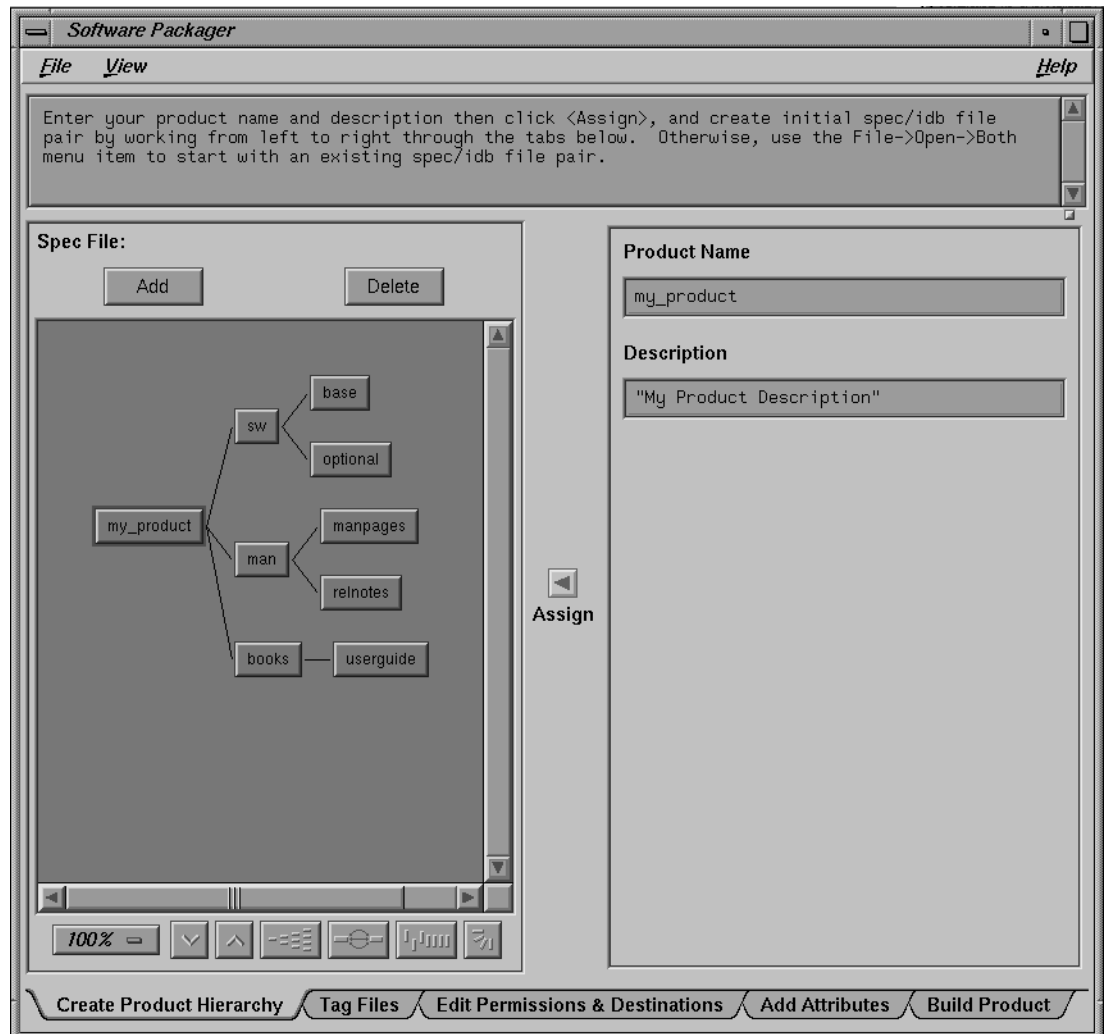 Software Packager
File View Help
Enter your product name and description then click <Assign>, and create initial spec/idb file
pair by working from left to right through the tabs below.  Otherwise, use the File->Open->Both
menu item to start with an existing spec/idb file pair.
Spec File:
Add Delete
base
sw
optional
my_product
manpages
man
relnotes
books
userguide
100%
Assign
Product Name
my_product
Description
"My Product Description"
Create Product Hierarchy Tag Files Edit Permissions & Destinations Add Attributes Build Product